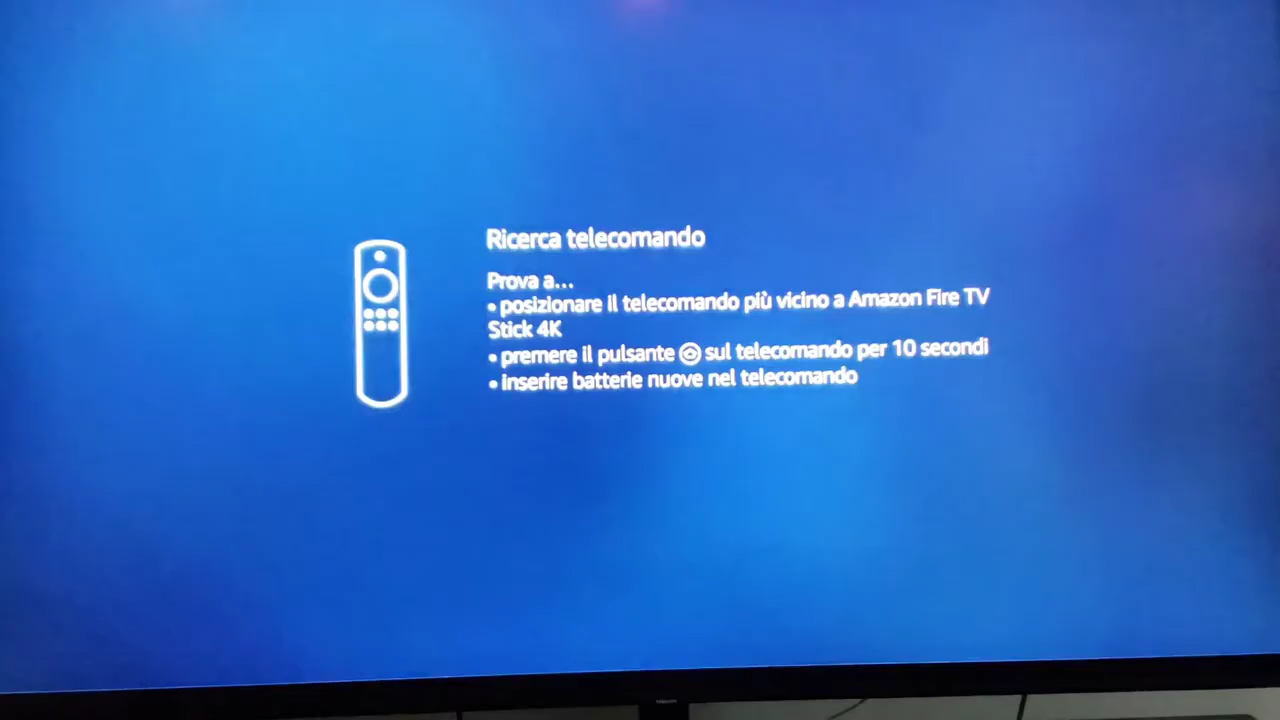 Ricerca telecomando
Prova a...
• posizionare il telecomando più vicino a Amazon Fire TV
Stick 4K
• premere il pulsante sul telecomando per 10 secondi
• inserire batterie nuove nel telecomando